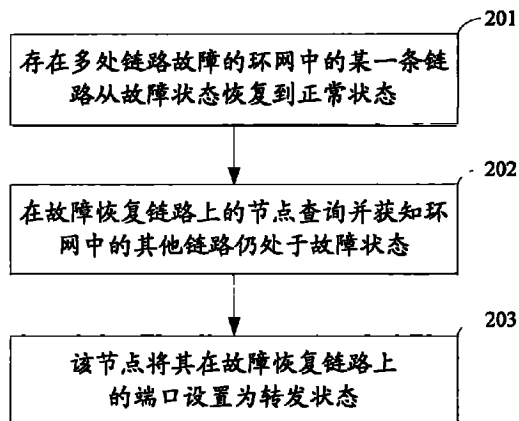 201
存在多处链路故障的环网中的某一条链
路从故障状态恢复到正常状态
202
在故障恢复链路上的节点查询并获知环
网中的其他链路仍处于故障状态
203
该节点将其在故障恢复链路上
的端口设置为转发状态